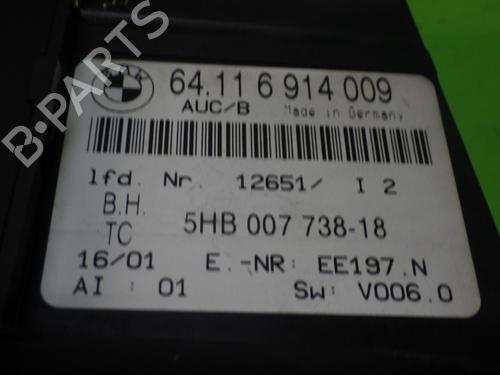 B-PARTS
BMW
64.11 6 914 009
AUC/B Made in Germany
lfd. Nr. 12651/ I 2
B.H.
TC 5HB 007 738-18
16/01 E.-NR: EE197.N
AI : 01 SW: V006.0